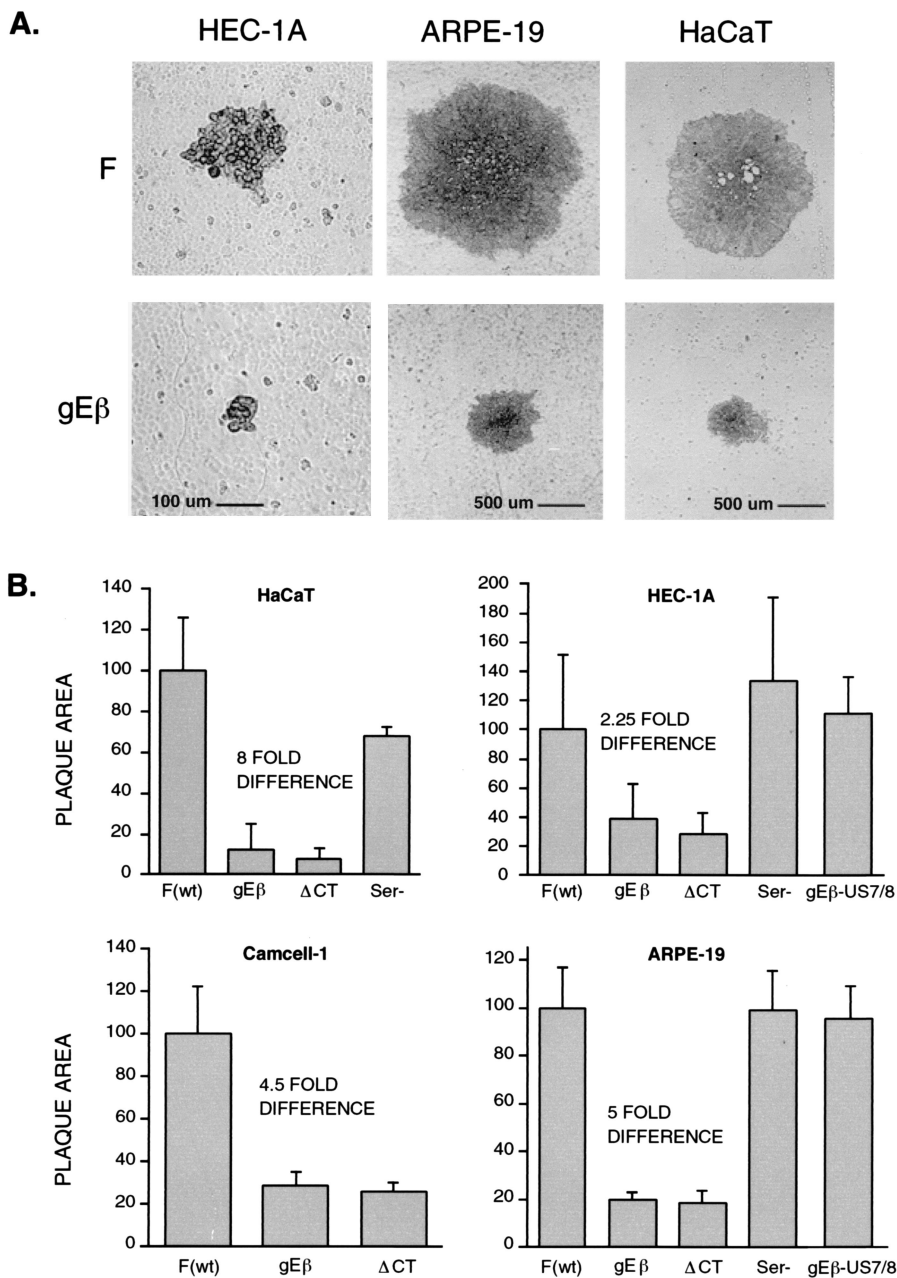 A.
HEC-1A ARPE-19 HaCaT
F
gEβ
100 um 500 um 500 um
B.
HaCaT
PLAQUE AREA
140
120
100
80
60
40
20
0
8 FOLD
DIFFERENCE
F(wt) gEβ ΔCT Ser-
HEC-1A
200
180
160
140
120
100
80
60
40
20
0
2.25 FOLD
DIFFERENCE
F(wt) gEβ ΔCT Ser- gEβ-US7/8
Camcell-1
PLAQUE AREA
140
120
100
80
60
40
20
0
4.5 FOLD
DIFFERENCE
F(wt) gEβ ΔCT
ARPE-19
120
100
80
60
40
20
0
5 FOLD
DIFFERENCE
F(wt) gEβ ΔCT Ser- gEβ-US7/8